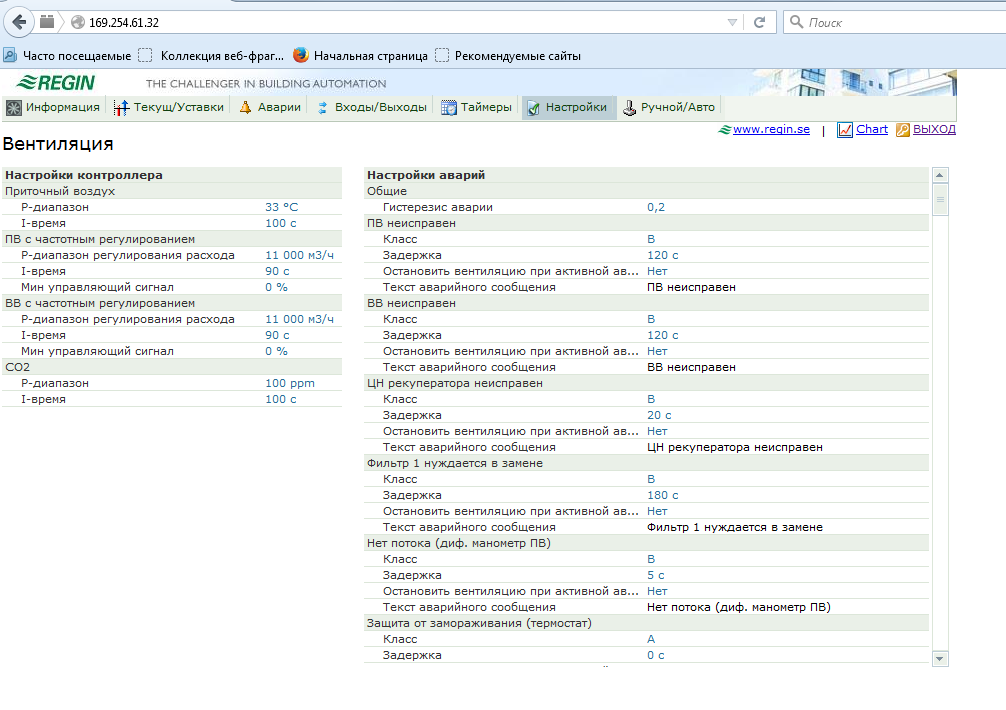 169.254.61.32
Поиск
Часто посещаемые Коллекция веб-фраг... Начальная страница Рекомендуемые сайты
REGIN THE CHALLENGER IN BUILDING AUTOMATION
Информация Текущ/Уставки Аварии Входы/Выходы Таймеры Настройки Ручной/Авто
www.regin.se | Chart ВЫХОД
Вентиляция
Настройки контроллера
Приточный воздух
P-диапазон 33 °C
I-время 100 с
ПВ с частотным регулированием
P-диапазон регулирования расхода 11 000 м3/ч
I-время 90 с
Мин управляющий сигнал 0 %
ВВ с частотным регулированием
P-диапазон регулирования расхода 11 000 м3/ч
I-время 90 с
Мин управляющий сигнал 0 %
CO2
P-диапазон 100 ppm
I-время 100 с
Настройки аварий
Общие
Гистерезис аварии 0,2
ПВ неисправен
Класс B
Задержка 120 с
Остановить вентиляцию при активной ав... Нет
Текст аварийного сообщения ПВ неисправен
ВВ неисправен
Класс B
Задержка 120 с
Остановить вентиляцию при активной ав... Нет
Текст аварийного сообщения ВВ неисправен
ЦН рекуператора неисправен
Класс B
Задержка 20 с
Остановить вентиляцию при активной ав... Нет
Текст аварийного сообщения ЦН рекуператора неисправен
Фильтр 1 нуждается в замене
Класс B
Задержка 180 с
Остановить вентиляцию при активной ав... Нет
Текст аварийного сообщения Фильтр 1 нуждается в замене
Нет потока (диф. манометр ПВ)
Класс B
Задержка 5 с
Остановить вентиляцию при активной ав... Нет
Текст аварийного сообщения Нет потока (диф. манометр ПВ)
Защита от замораживания (термостат)
Класс A
Задержка 0 с